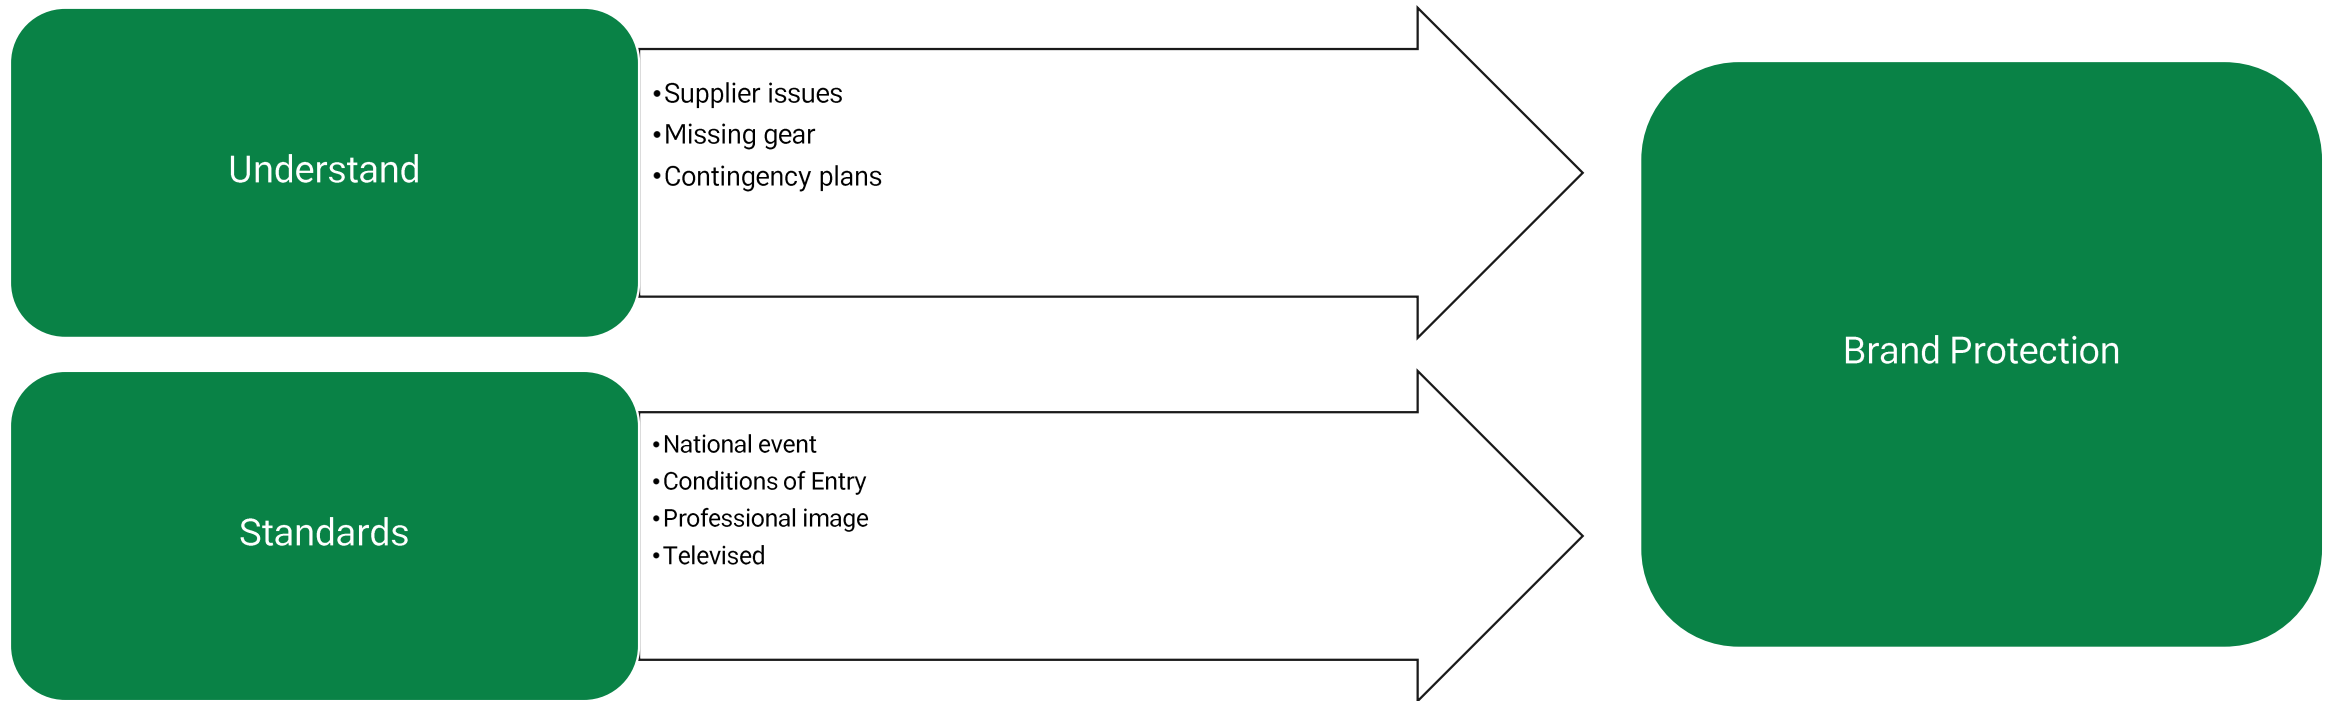 Understand
•Supplier issues
•Missing gear
•Contingency plans
Standards
•National event
•Conditions of Entry
•Professional image
•Televised
Brand Protection